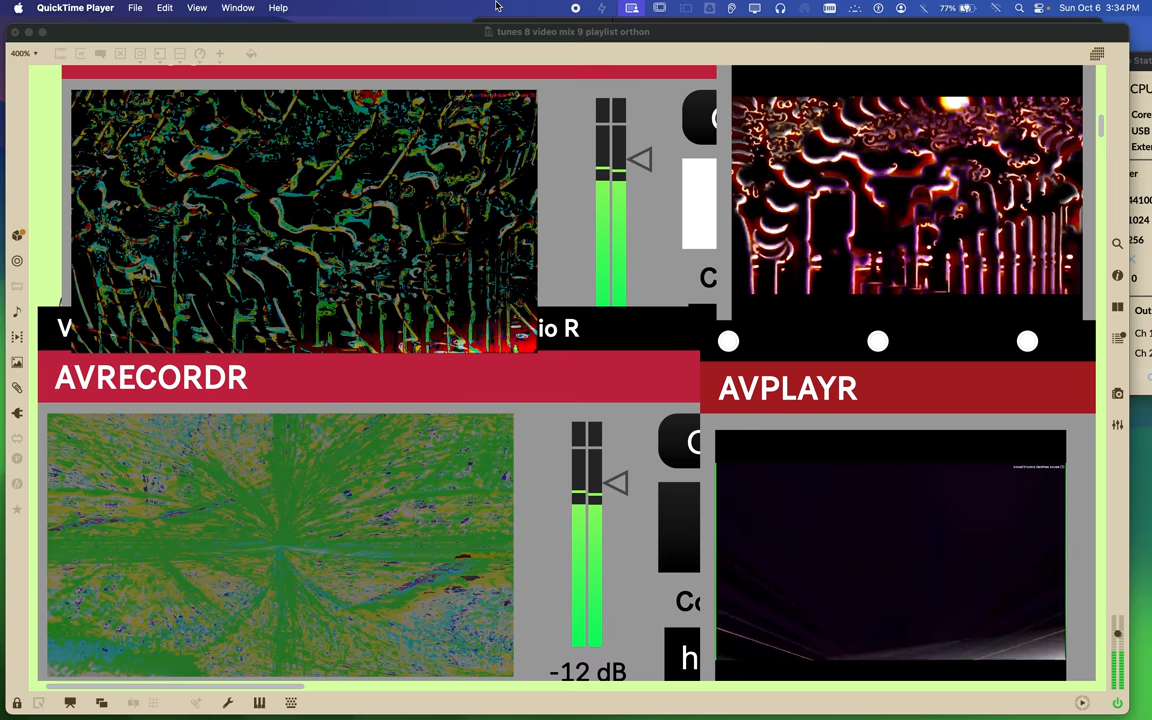 QuickTime Player File Edit View Window Help 77% Sun Oct 6 3:34 PM
tunes 8 video mix 9 playlist orthon
400%
Stat
CPU
Core
USB
Exter
er
44100
1024
256
0
Out
Ch 1
Ch 2
C
C
V
io R
AVRECORDR
AVPLAYR
C
Co
h
-12 dB